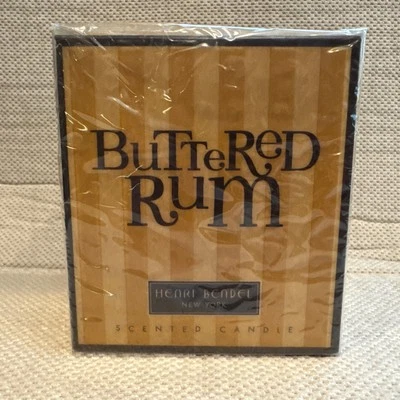 BuTTeReD
RuM
HENRI BENDEL
NEW YORK
SCENTED CANDLE